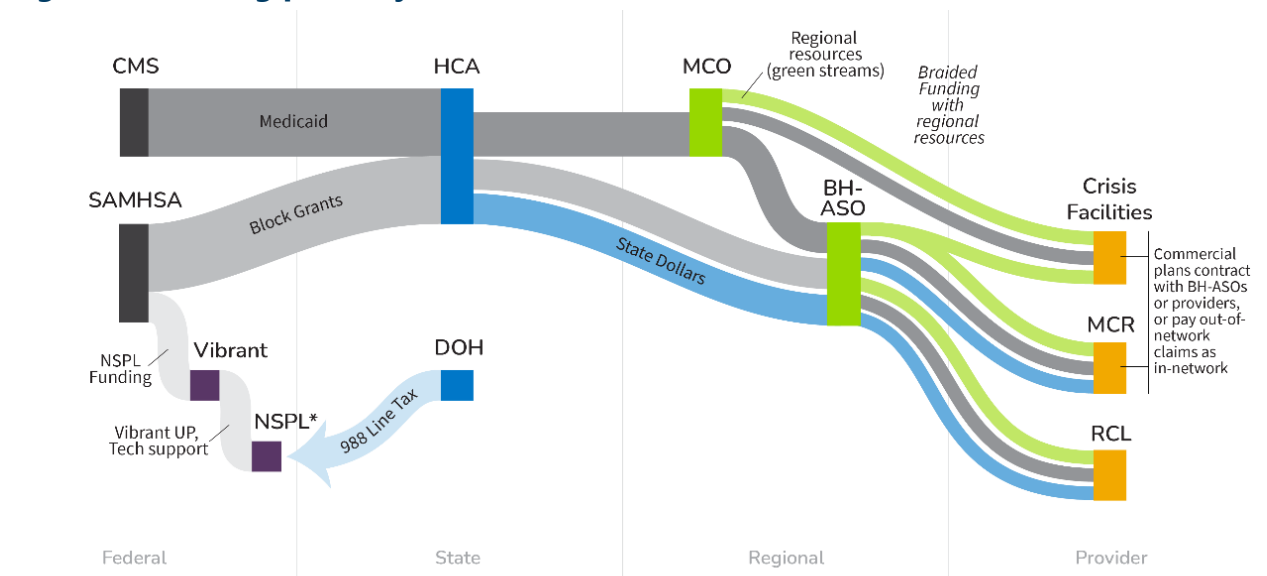 CMS
HCA
MCO
Regional
resources
(green streams)
Braided
Funding
with
regional
resources
Medicaid
SAMHSA
Block Grants
BH-
ASO
Crisis
Facilities
State Dollars
Commercial
plans contract
with BH-ASOs
or providers,
or pay out-of-
network
claims as
in-network
MCR
NSPL
Funding
Vibrant
DOH
988 Line Tax
NSPL*
Vibrant UP,
Tech support
RCL
Federal
State
Regional
Provider